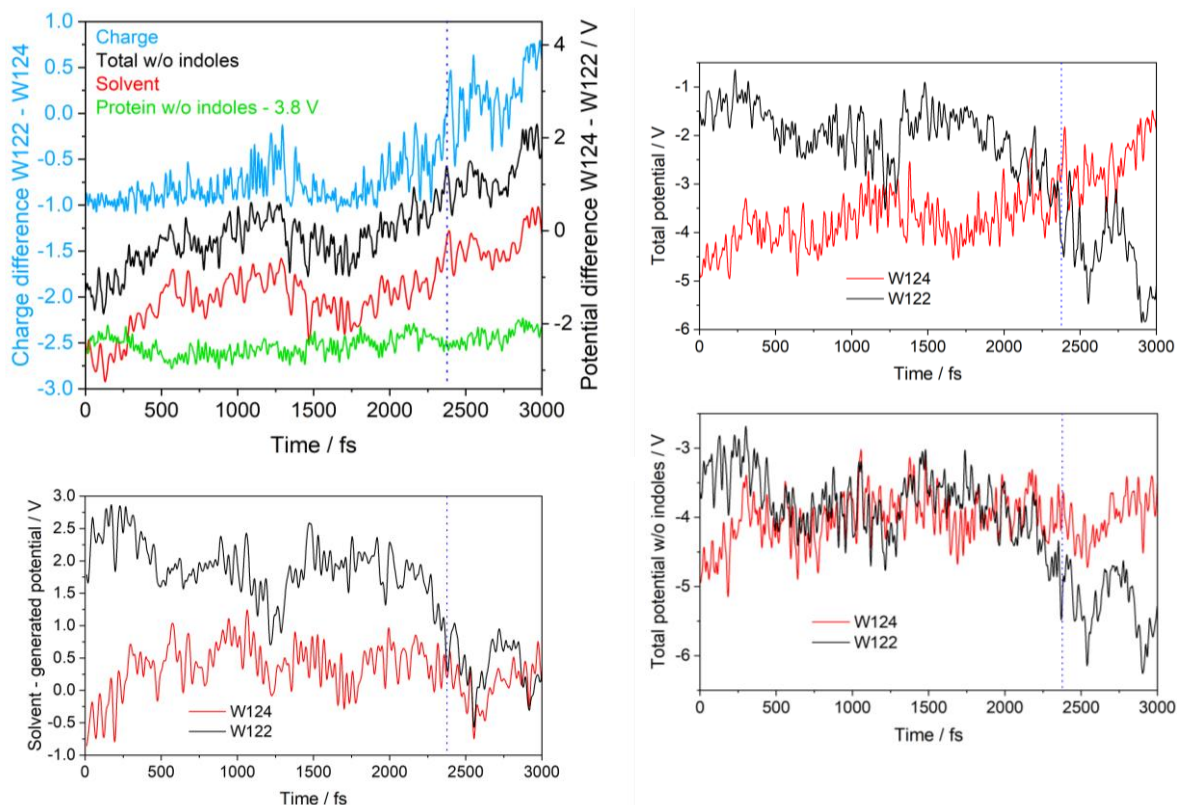 Charge difference W122 - W124
1.0
0.5
0.0
-0.5
-1.0
-1.5
-2.0
-2.5
-3.0
Charge
Total w/o indoles
Solvent
Protein w/o indoles - 3.8 V
4
2
0
-2
Potential difference W124 - W122 / V
0 500 1000 1500 2000 2500 3000
Time / fs
Total potential / V
-1
-2
-3
-4
-5
-6
W124
W122
0 500 1000 1500 2000 2500 3000
Time / fs
Solvent - generated potential / V
3.0
2.5
2.0
1.5
1.0
0.5
0.0
-0.5
-1.0
W124
W122
0 500 1000 1500 2000 2500 3000
Time / fs
Total potential w/o indoles / V
-3
-4
-5
-6
W124
W122
0 500 1000 1500 2000 2500 3000
Time / fs